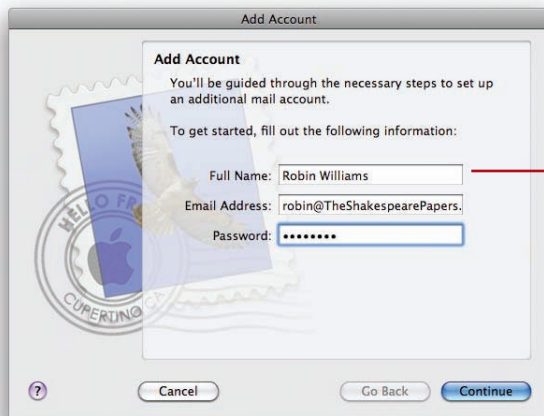 Add Account
Add Account
You'll be guided through the necessary steps to set up
an additional mail account.
To get started, fill out the following information:
Full Name: Robin Williams
Email Address: robin@TheShakespearePapers.
Password: ••••••••
HELLO FR
CUPERTINO CA
? Cancel Go Back Continue